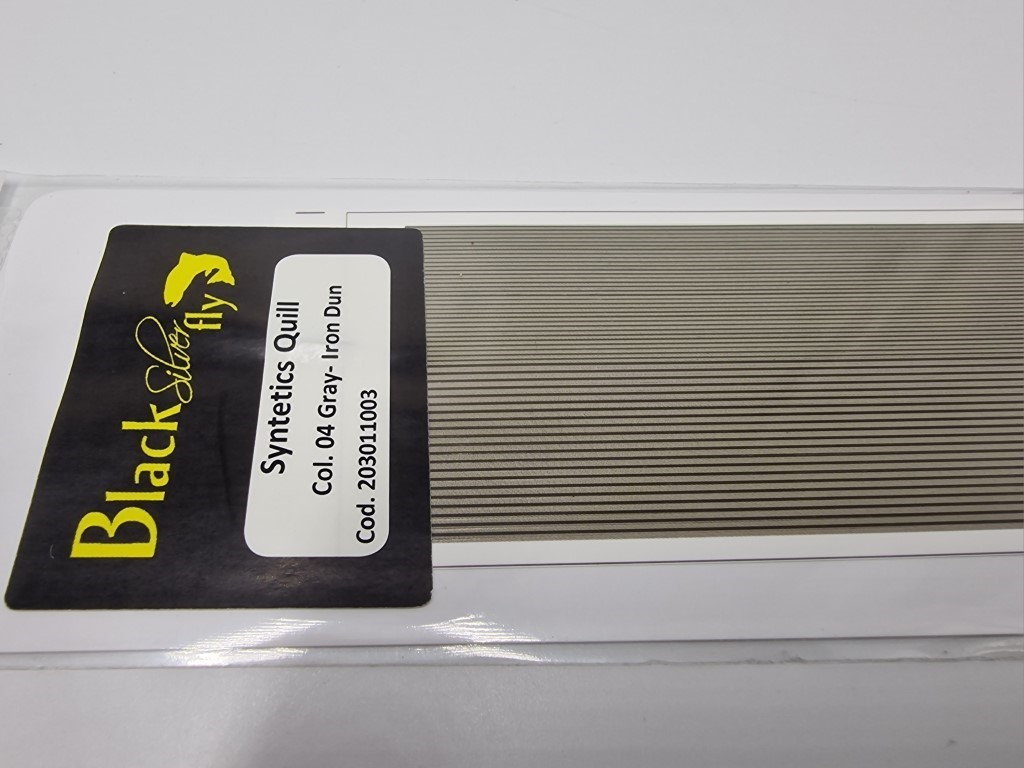 Black Silver fly
Syntetics Quill
Col. 04 Gray- Iron Dun
Cod. 203011003